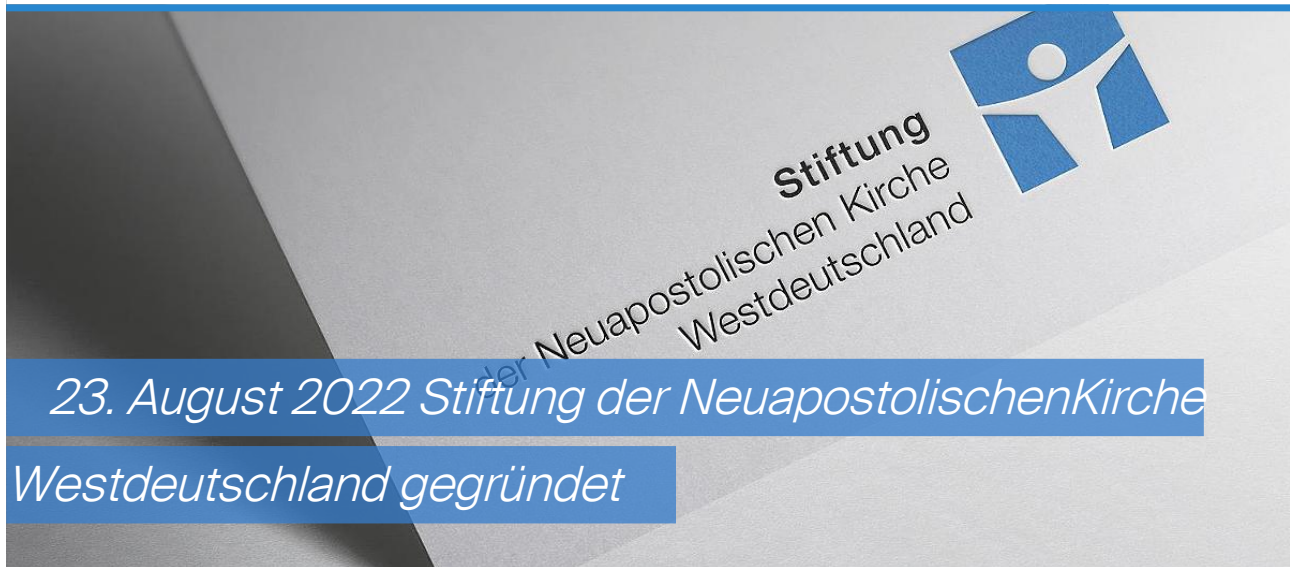 Stiftung
der Neuapostolischen Kirche
Westdeutschland
23. August 2022 Stiftung der NeuapostolischenKirche
Westdeutschland gegründet